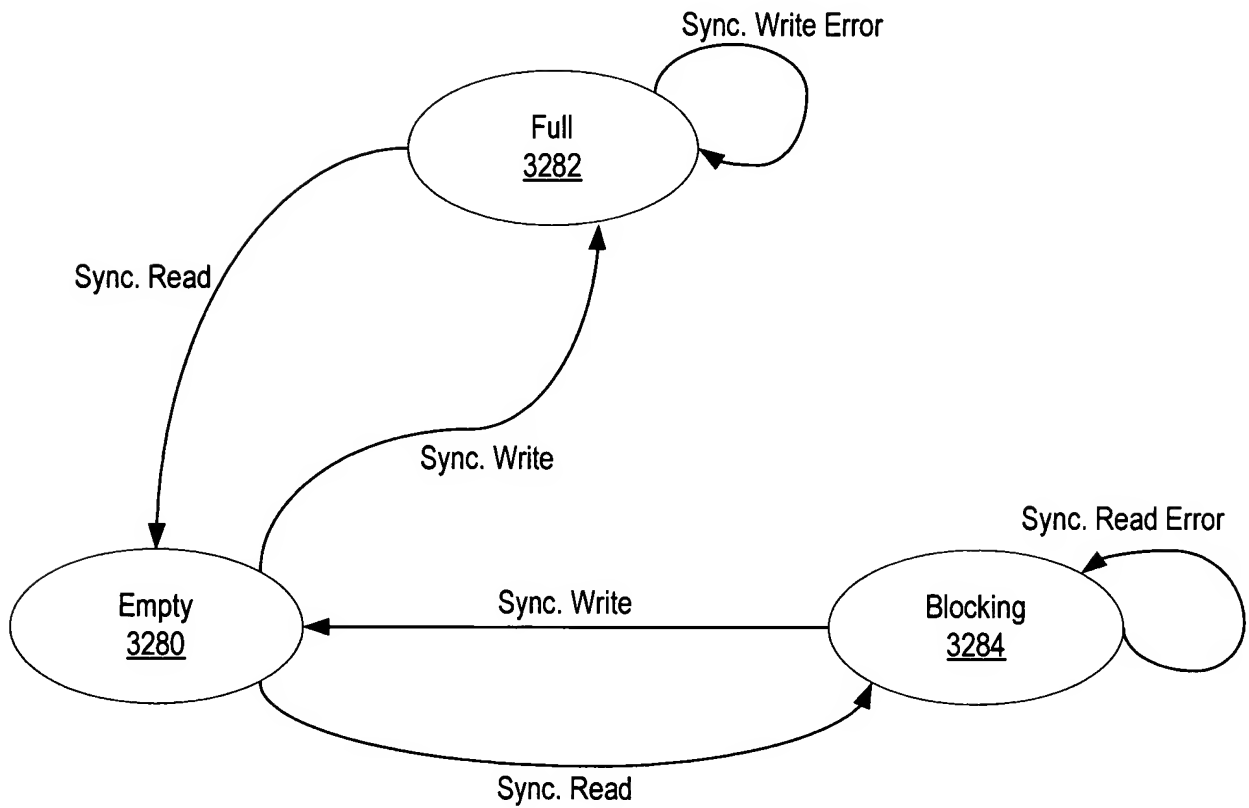 Sync. Write Error
Full
3282
Sync. Read
Sync. Write
Sync. Read Error
Empty
3280
Sync. Write
Blocking
3284
Sync. Read